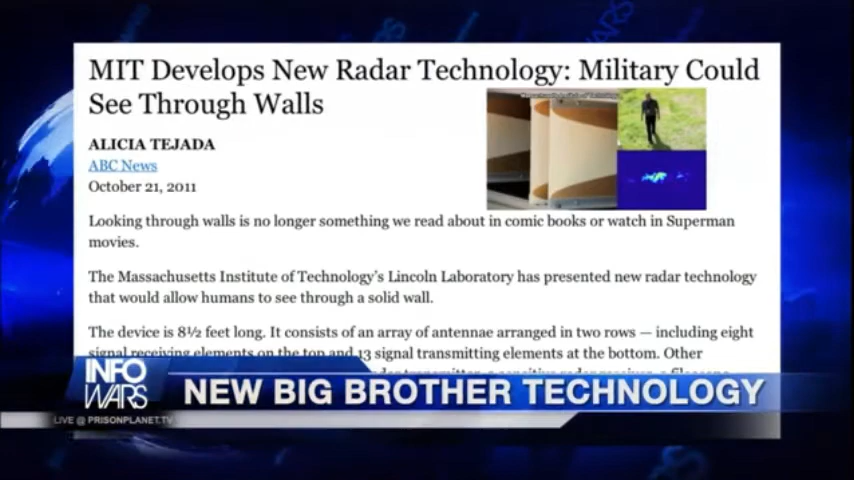 MIT Develops New Radar Technology: Military Could
See Through Walls
ALICIA TEJADA
ABC News
October 21, 2011
Looking through walls is no longer something we read about in comic books or watch in Superman
movies.
The Massachusetts Institute of Technology's Lincoln Laboratory has presented new radar technology
that would allow humans to see through a solid wall.
The device is 8½ feet long. It consists of an array of antennae arranged in two rows — including eight
signal receiving elements on the top and 13 signal transmitting elements at the bottom. Other
INFO
WARS
NEW BIG BROTHER TECHNOLOGY
LIVE @ PRISONPLANET.TV